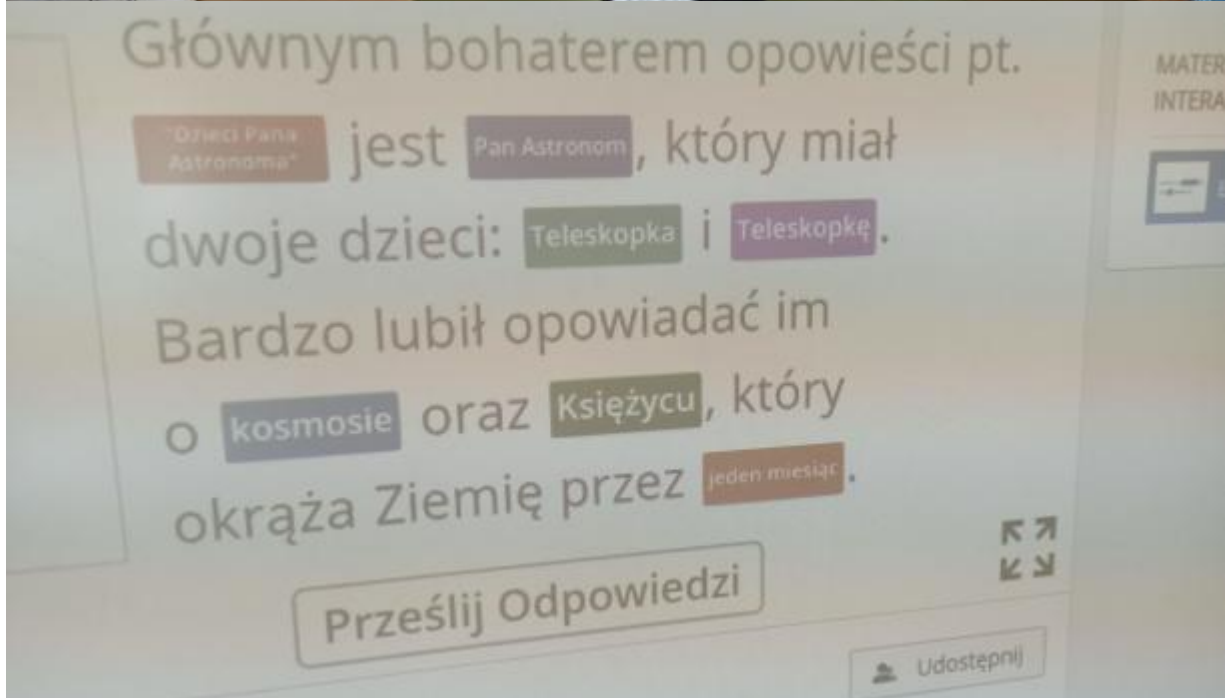 Głównym bohaterem opowieści pt.
"Dzieci Pana
Astronoma" jest Pan Astronom, który miał
dwoje dzieci: Teleskopka i Teleskopkę.
Bardzo lubił opowiadać im
o kosmosie oraz Księżycu, który
okrąża Ziemię przez jeden miesiąc.
Prześlij Odpowiedzi
Udostępnij
MATER
INTERA